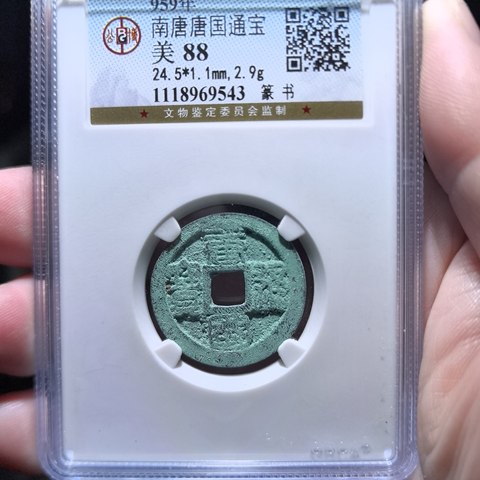 959年
南唐唐国通宝
美 88
24.5*1.1mm,2.9g
1118969543 篆书
★ 文物鉴定委员会监制 ★